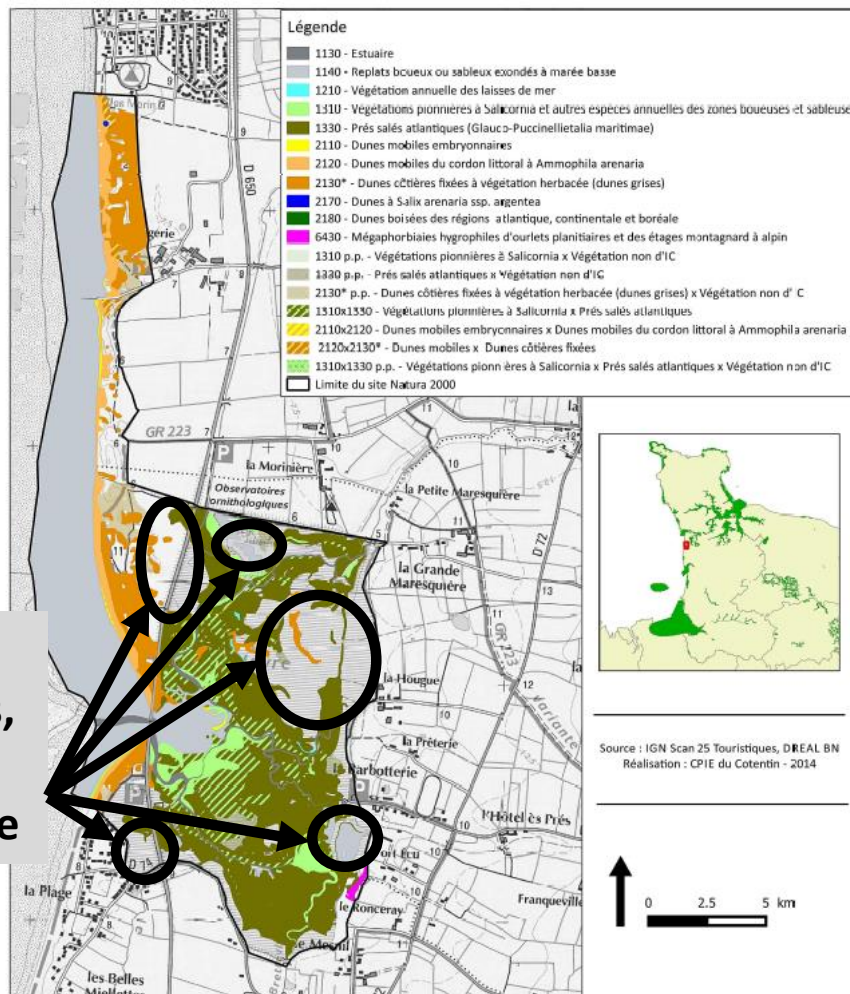 Légende
1130 - Estuaire
1140 - Replats boueux ou sableux exondés à marée basse
1210 - Végétation annuelle des laisses de mer
1310 - Végétations pionnières à Salicornia et autres espèces annuelles des zones boueuses et sableuse
1330 - Prés salés atlantiques (Glauco-Puccinellietalia maritimae)
2110 - Dunes mobiles embryonnaires
2120 - Dunes mobiles du cordon littoral à Ammophila arenaria
2130* - Dunes côtières fixées à végétation herbacée (dunes grises)
2170 - Dunes à Salix arenaria ssp. argentea
2180 - Dunes boisées des régions atlantique, continentale et boréale
6430 - Mégaphorbiaies hygrophiles d'ourlets planitiaires et des étages montagnard à alpin
1310 p.p. - Végétations pionnières à Salicornia x Végétation non d'IC
1330 p.p. - Prés salés atlantiques x Végétation non d'IC
2130* p.p. - Dunes côtières fixées à végétation herbacée (dunes grises) x Végétation non d'IC
1310x1330 - Végétations pionnières à Salicornia x Prés salés atlantiques
2110x2120 - Dunes mobiles embryonnaires x Dunes mobiles du cordon littoral à Ammophila arenaria
2120x2130* - Dunes mobiles x Dunes côtières fixées
1310x1330 p.p. - Végétations pionnières à Salicornia x Prés salés atlantiques x Végétation non d'IC
Limite du site Natura 2000
D 650
gerie
GR 223
la Morinière
Observatoires
ornithologiques
la Petite Maresquière
D 72
la Grande
Maresquière
GR 223
Variante
la Hougue
la Préterie
la Barbotterie
l'Hôtel ès Prés
D 74
la Plage
le Ronceray
Franqueville
le Mesnil
les Belles
Miellettes
Source : IGN Scan 25 Touristiques, DREAL BN
Réalisation : CPIE du Cotentin - 2014
0 2.5 5 km